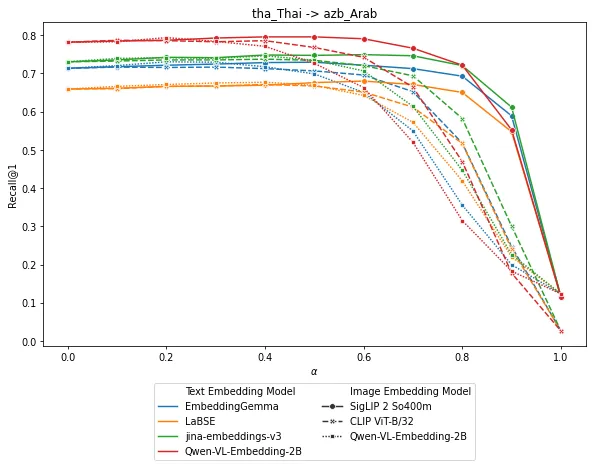 tha_Thai -> azb_Arab
Recall@1
0.8
0.7
0.6
0.5
0.4
0.3
0.2
0.1
0.0
0.0 0.2 0.4 0.6 0.8 1.0
α
Text Embedding Model
EmbeddingGemma
LaBSE
jina-embeddings-v3
Qwen-VL-Embedding-2B
Image Embedding Model
SigLIP 2 So400m
CLIP ViT-B/32
Qwen-VL-Embedding-2B